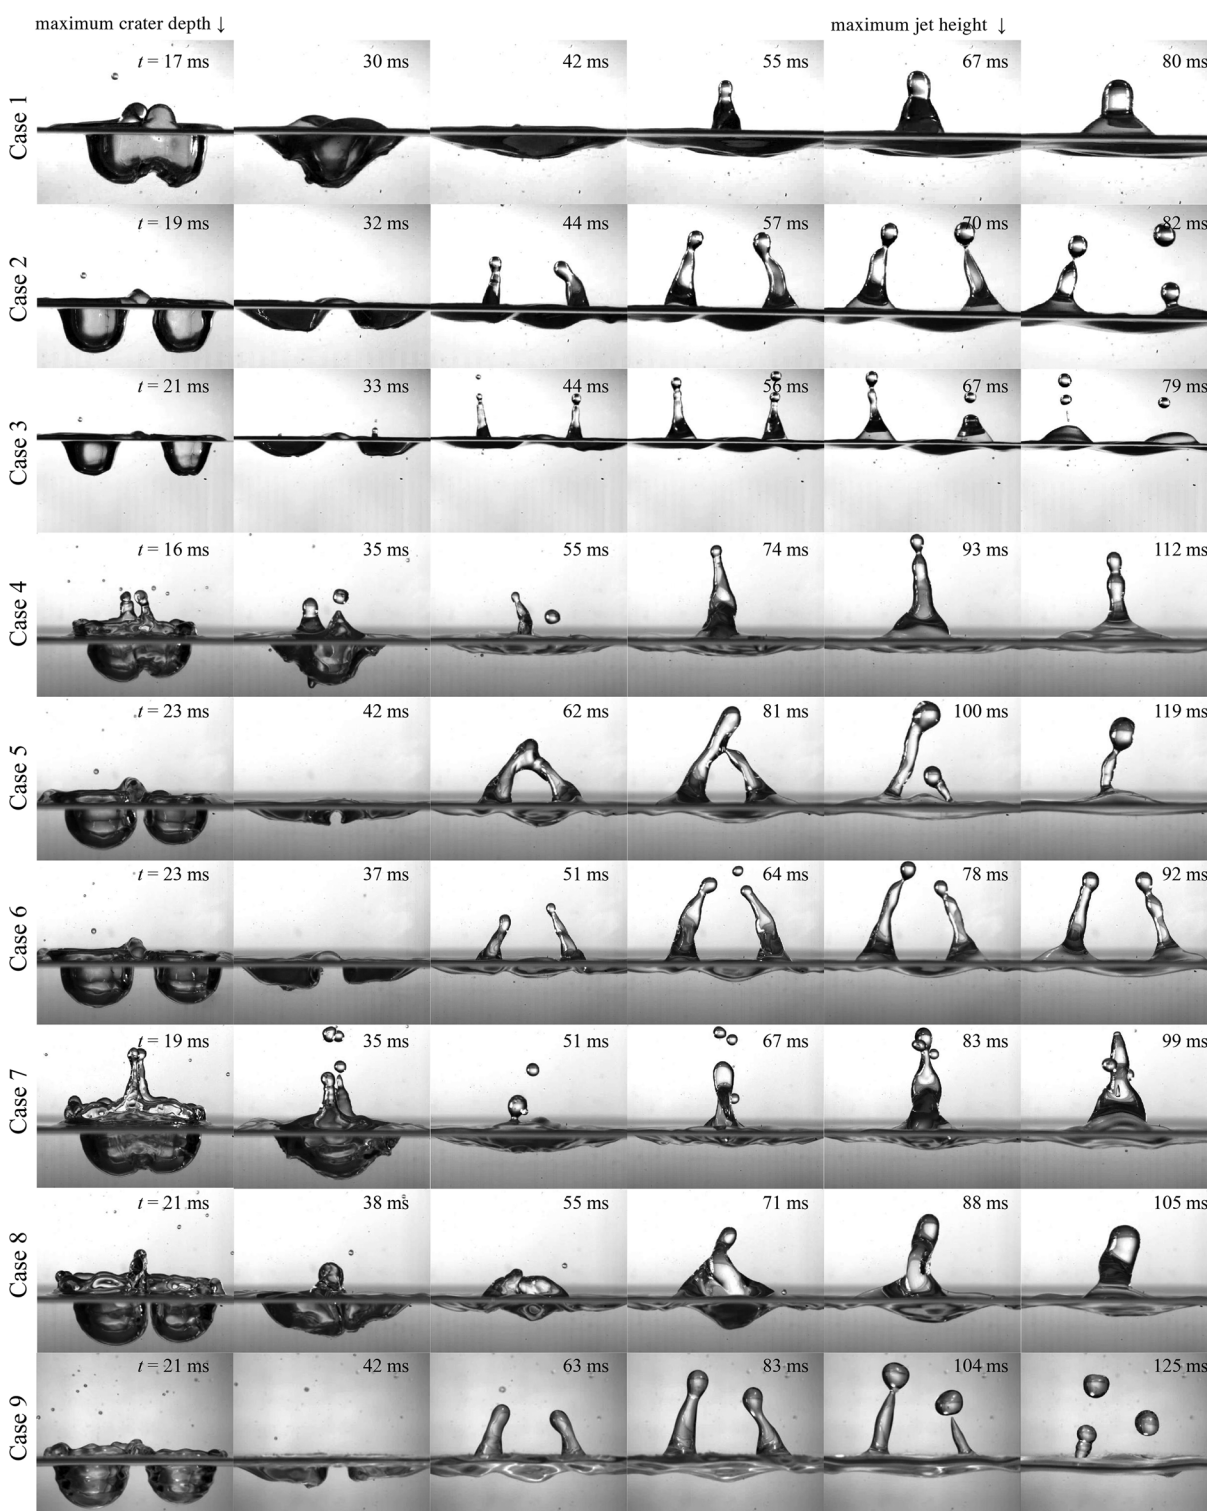 maximum crater depth ↓ maximum jet height ↓
Case 1 t = 17 ms 30 ms 42 ms 55 ms 67 ms 80 ms
Case 2 t = 19 ms 32 ms 44 ms 57 ms 70 ms 82 ms
Case 3 t = 21 ms 33 ms 44 ms 56 ms 67 ms 79 ms
Case 4 t = 16 ms 35 ms 55 ms 74 ms 93 ms 112 ms
Case 5 t = 23 ms 42 ms 62 ms 81 ms 100 ms 119 ms
Case 6 t = 23 ms 37 ms 51 ms 64 ms 78 ms 92 ms
Case 7 t = 19 ms 35 ms 51 ms 67 ms 83 ms 99 ms
Case 8 t = 21 ms 38 ms 55 ms 71 ms 88 ms 105 ms
Case 9 t = 21 ms 42 ms 63 ms 83 ms 104 ms 125 ms